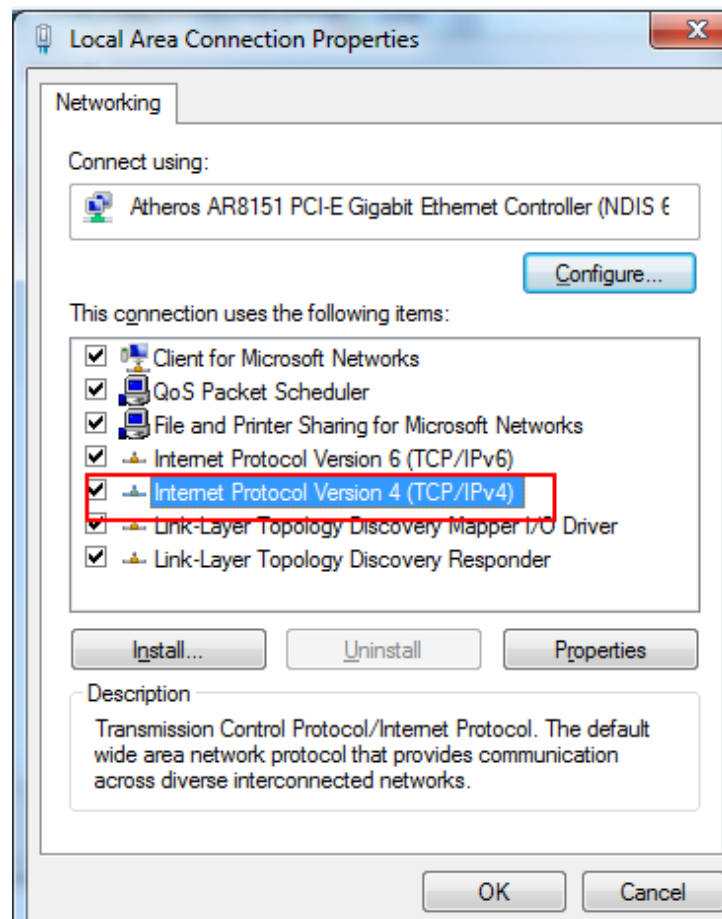 Local Area Connection Properties
Networking
Connect using:
Atheros AR8151 PCI-E Gigabit Ethernet Controller (NDIS 6
Configure...
This connection uses the following items:
Client for Microsoft Networks
QoS Packet Scheduler
File and Printer Sharing for Microsoft Networks
Internet Protocol Version 6 (TCP/IPv6)
Internet Protocol Version 4 (TCP/IPv4)
Link-Layer Topology Discovery Mapper I/O Driver
Link-Layer Topology Discovery Responder
Install... Uninstall Properties
Description
Transmission Control Protocol/Internet Protocol. The default
wide area network protocol that provides communication
across diverse interconnected networks.
OK Cancel